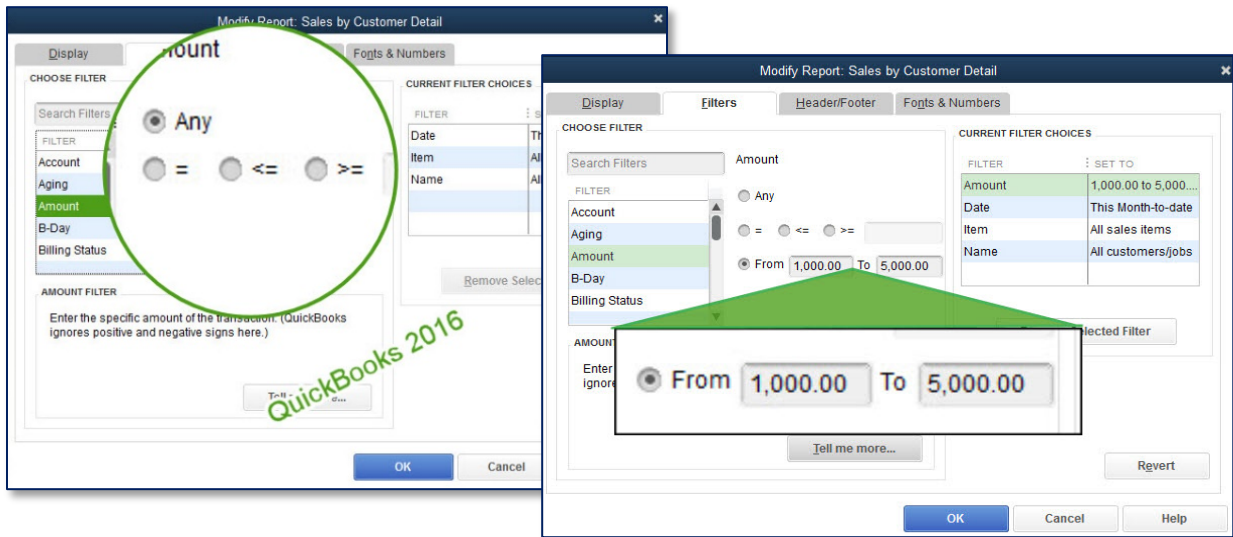 Modify Report: Sales by Customer Detail
×
Display
Fonts & Numbers
CHOOSE FILTER
Search Filters
FILTER
Account
Aging
Amount
B-Day
Billing Status
Any
= <= >=
CURRENT FILTER CHOICES
FILTER
Date
Item
Name
AMOUNT FILTER
Enter the specific amount of the transaction. (QuickBooks
ignores positive and negative signs here.)
QuickBooks 2016
OK
Cancel
Modify Report: Sales by Customer Detail
×
Display
Filters
Header/Footer
Fonts & Numbers
CHOOSE FILTER
Search Filters
FILTER
Account
Aging
Amount
B-Day
Billing Status
Amount
Any
= <= >=
From 1,000.00 To 5,000.00
CURRENT FILTER CHOICES
FILTER SET TO
Amount 1,000.00 to 5,000....
Date This Month-to-date
Item All sales items
Name All customers/jobs
Filter
From 1,000.00 To 5,000.00
Enter
Tell me more...
Revert
OK
Cancel
Help